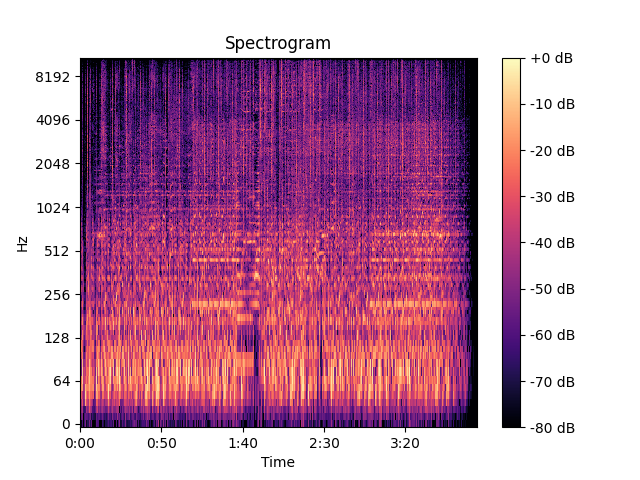 Spectrogram
8192
4096
2048
1024
512
256
128
64
0
Hz
0:00 0:50 1:40 2:30 3:20
Time
+0 dB
-10 dB
-20 dB
-30 dB
-40 dB
-50 dB
-60 dB
-70 dB
-80 dB